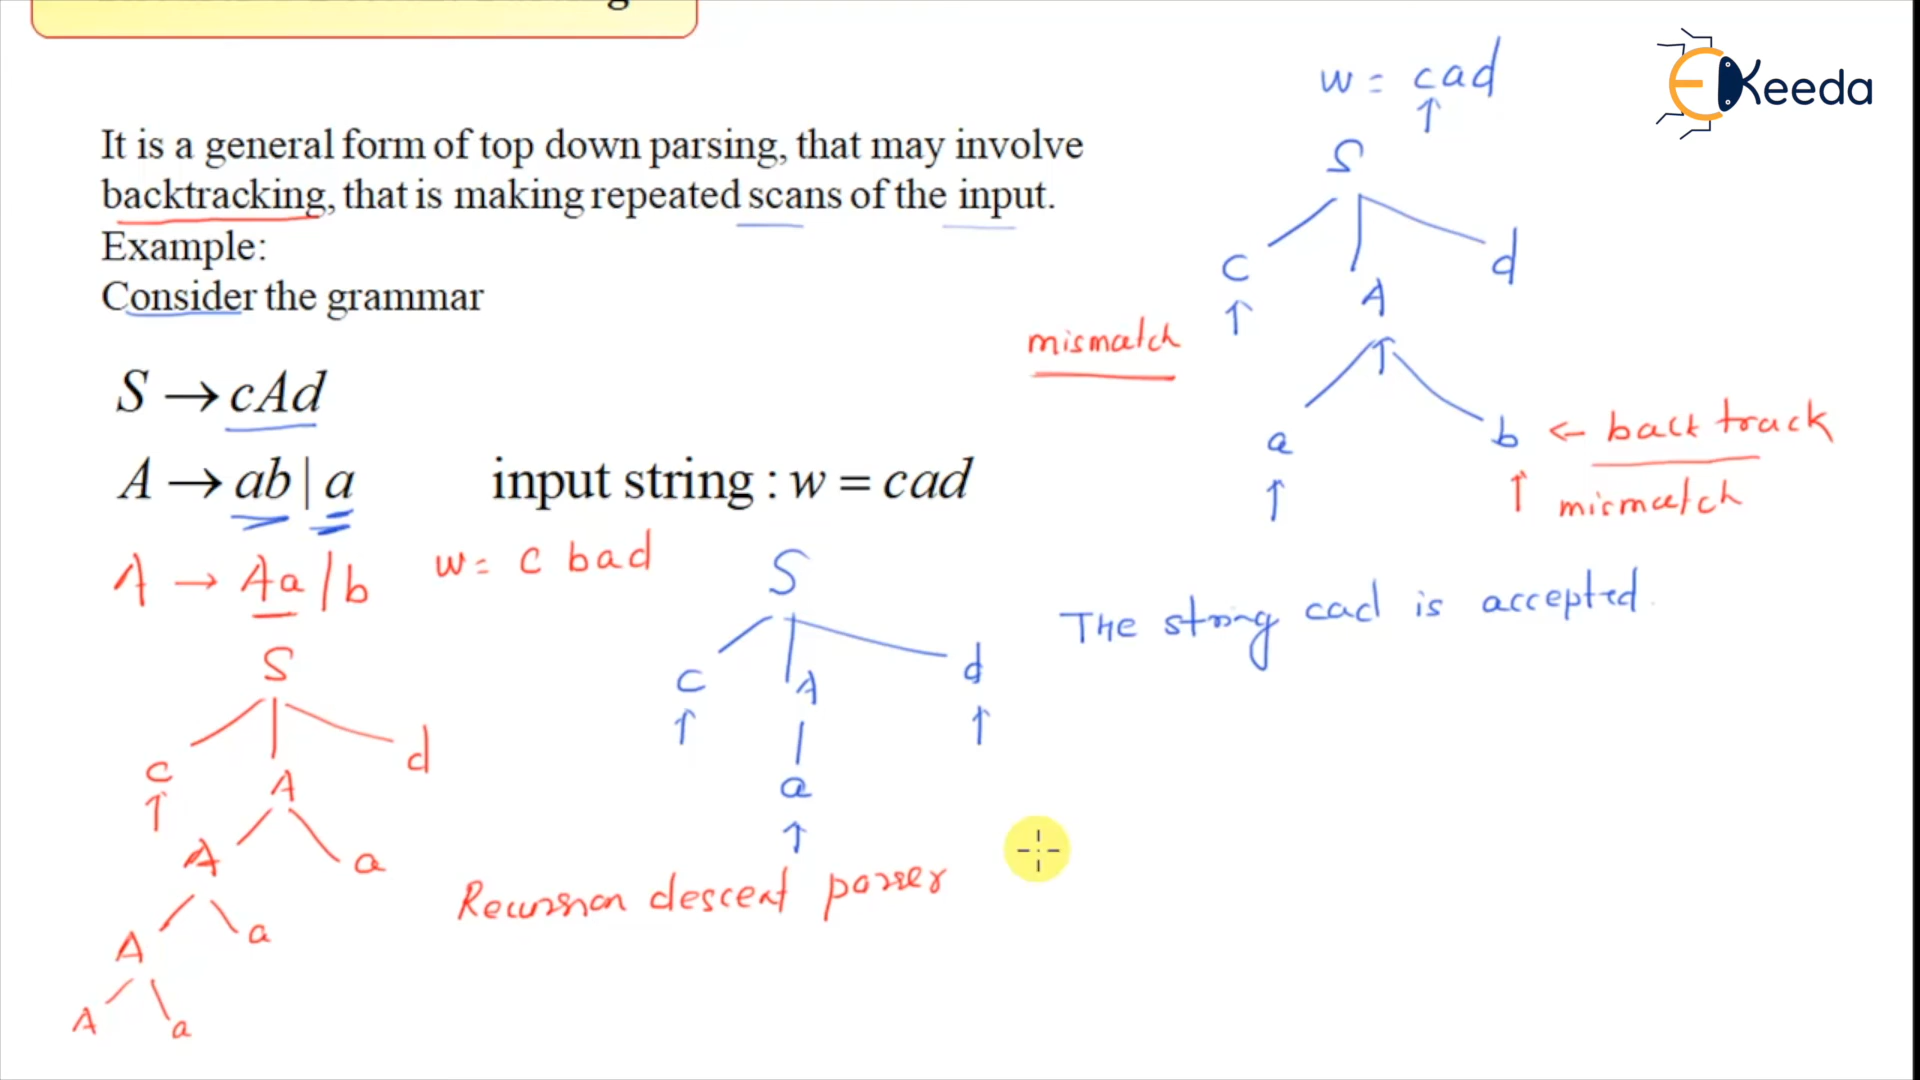 It is a general form of top down parsing, that may involve
backtracking, that is making repeated scans of the input.
Example:
Consider the grammar
S → cAd
A → ab | a
input string : w = cad
A → Aa / b
w = c bad
S
c A d
A a
A a
A a
S
c A d
a
Recursion descent parser
Keeda
w = cad
↑
S
c A d
↑
mismatch
a b ← back track
↑ ↑ mismatch
The string cad is accepted.